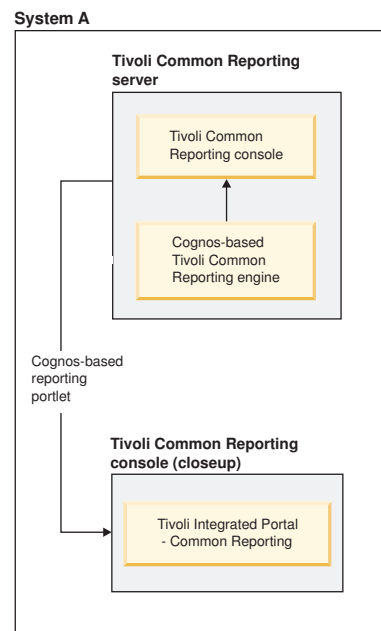 System A
Tivoli Common Reporting
server
Tivoli Common
Reporting console
Cognos-based
Tivoli Common
Reporting engine
Cognos-based
reporting
portlet
Tivoli Common Reporting
console (closeup)
Tivoli Integrated Portal
- Common Reporting